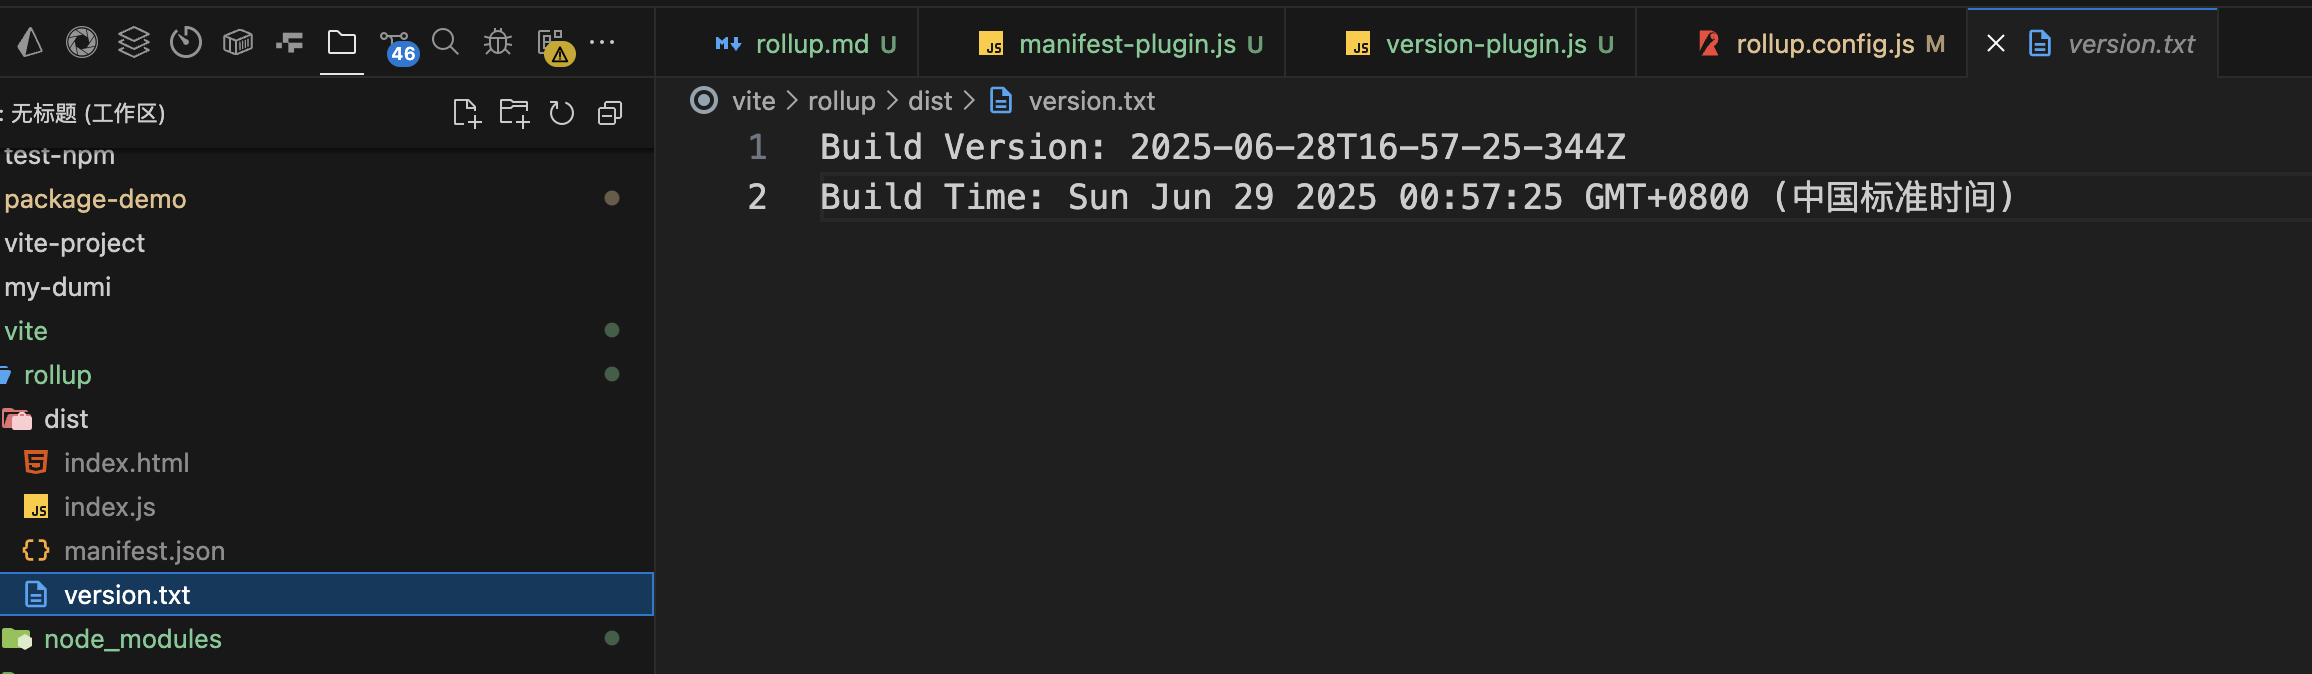 46
rollup.md U
JS manifest-plugin.js U
JS version-plugin.js U
rollup.config.js M
version.txt
: 无标题 (工作区)
vite > rollup > dist > version.txt
test-npm
package-demo
vite-project
my-dumi
vite
rollup
dist
index.html
JS index.js
{} manifest.json
version.txt
node_modules
1 Build Version: 2025-06-28T16-57-25-344Z
2 Build Time: Sun Jun 29 2025 00:57:25 GMT+0800 (中国标准时间)